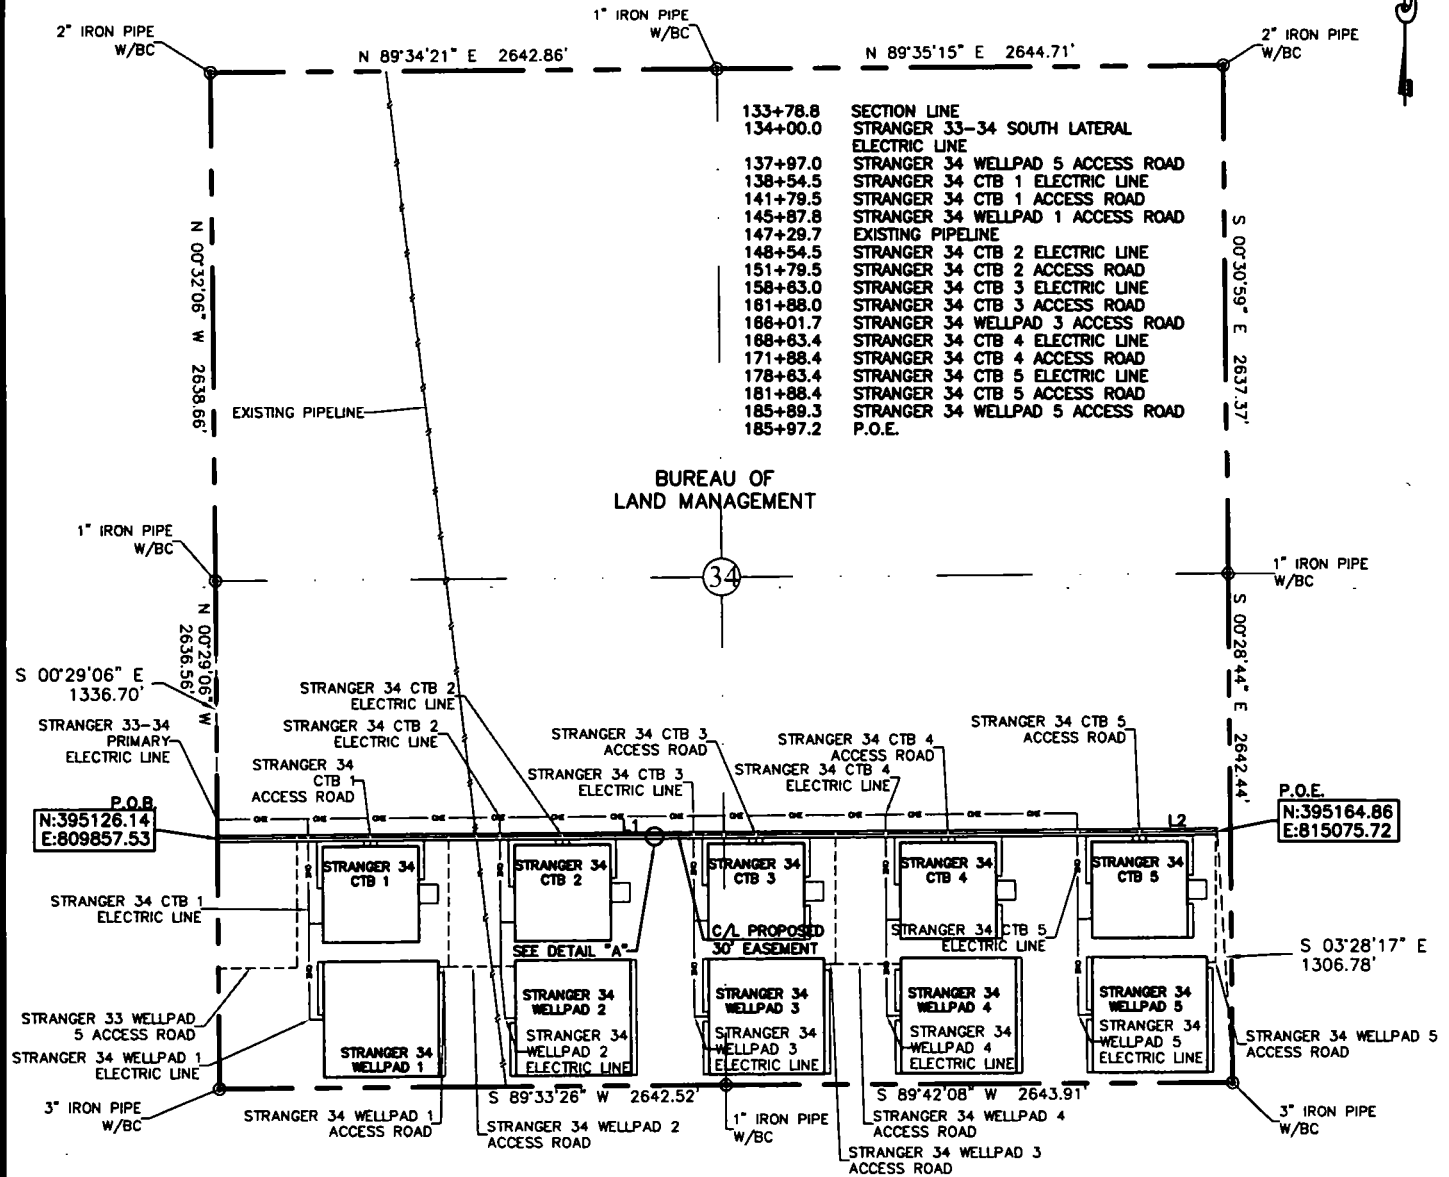 2" IRON PIPE
W/BC
N 89°34'21" E 2642.86'
1" IRON PIPE
W/BC
N 89°35'15" E 2644.71'
2" IRON PIPE
W/BC
133+78.8 SECTION LINE
134+00.0 STRANGER 33-34 SOUTH LATERAL
ELECTRIC LINE
137+97.0 STRANGER 34 WELLPAD 5 ACCESS ROAD
138+54.5 STRANGER 34 CTB 1 ELECTRIC LINE
141+79.5 STRANGER 34 CTB 1 ACCESS ROAD
145+87.8 STRANGER 34 WELLPAD 1 ACCESS ROAD
147+29.7 EXISTING PIPELINE
148+54.5 STRANGER 34 CTB 2 ELECTRIC LINE
151+79.5 STRANGER 34 CTB 2 ACCESS ROAD
158+63.0 STRANGER 34 CTB 3 ELECTRIC LINE
161+88.0 STRANGER 34 CTB 3 ACCESS ROAD
166+01.7 STRANGER 34 WELLPAD 3 ACCESS ROAD
168+63.4 STRANGER 34 CTB 4 ELECTRIC LINE
171+88.4 STRANGER 34 CTB 4 ACCESS ROAD
178+63.4 STRANGER 34 CTB 5 ELECTRIC LINE
181+88.4 STRANGER 34 CTB 5 ACCESS ROAD
185+89.3 STRANGER 34 WELLPAD 5 ACCESS ROAD
185+97.2 P.O.E.
N 00°32'06" W 2638.66'
S 00°30'59" E 2637.37'
EXISTING PIPELINE
BUREAU OF
LAND MANAGEMENT
1" IRON PIPE
W/BC
34
1" IRON PIPE
W/BC
N 00°29'06" W
2636.56'
S 00°28'44" E 2642.44'
S 00°29'06" E
1336.70'
STRANGER 33-34
PRIMARY
ELECTRIC LINE
STRANGER 34 CTB 2
ELECTRIC LINE
STRANGER 34 CTB 2
ELECTRIC LINE
STRANGER 34
CTB 1
ACCESS ROAD
STRANGER 34 CTB 3
ACCESS ROAD
STRANGER 34 CTB 3
ELECTRIC LINE
STRANGER 34 CTB 4
ACCESS ROAD
STRANGER 34 CTB 4
ELECTRIC LINE
STRANGER 34 CTB 5
ACCESS ROAD
P.O.B.
N:395126.14
E:809857.53
P.O.E.
N:395164.86
E:815075.72
OHE OHE OHE OHE OHE OHE OHE OHE OHE
L1
L2
STRANGER 34
CTB 1
STRANGER 34
CTB 2
STRANGER 34
CTB 3
STRANGER 34
CTB 4
STRANGER 34
CTB 5
STRANGER 34 CTB 1
ELECTRIC LINE
SEE DETAIL "A"
C/L PROPOSED
30' EASEMENT
STRANGER 34 CTB 5
ELECTRIC LINE
S 03°28'17" E
1306.78'
STRANGER 33 WELLPAD
5 ACCESS ROAD
STRANGER 34 WELLPAD 1
ELECTRIC LINE
STRANGER 34
WELLPAD 1
STRANGER 34
WELLPAD 2
STRANGER 34
WELLPAD 2
ELECTRIC LINE
STRANGER 34
WELLPAD 3
STRANGER 34
WELLPAD 3
ELECTRIC LINE
STRANGER 34
WELLPAD 4
STRANGER 34
WELLPAD 4
ELECTRIC LINE
STRANGER 34
WELLPAD 5
STRANGER 34
WELLPAD 5
ELECTRIC LINE
STRANGER 34 WELLPAD 5
ACCESS ROAD
3" IRON PIPE
W/BC
S 89°33'26" W 2642.52'
S 89°42'08" W 2643.91'
STRANGER 34 WELLPAD 1
ACCESS ROAD
STRANGER 34 WELLPAD 2
ACCESS ROAD
1" IRON PIPE
W/BC
STRANGER 34 WELLPAD 4
ACCESS ROAD
STRANGER 34 WELLPAD 3
ACCESS ROAD
3" IRON PIPE
W/BC